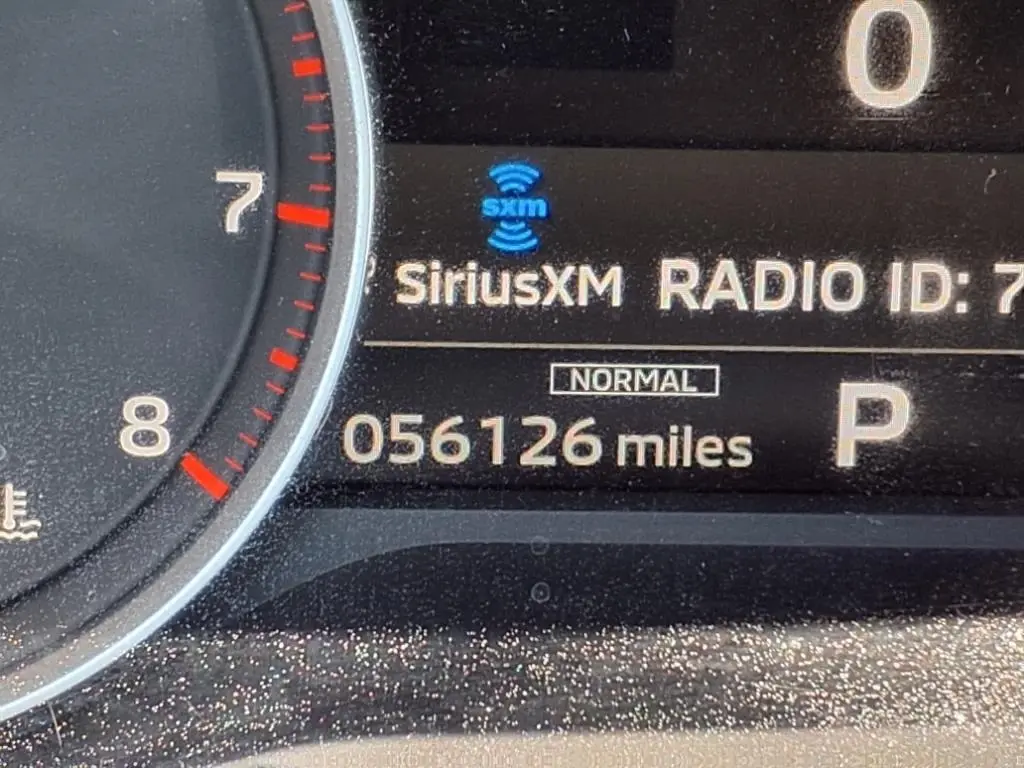 0
7
sxm
SiriusXM RADIO ID: 7
NORMAL
8
056126 miles
P